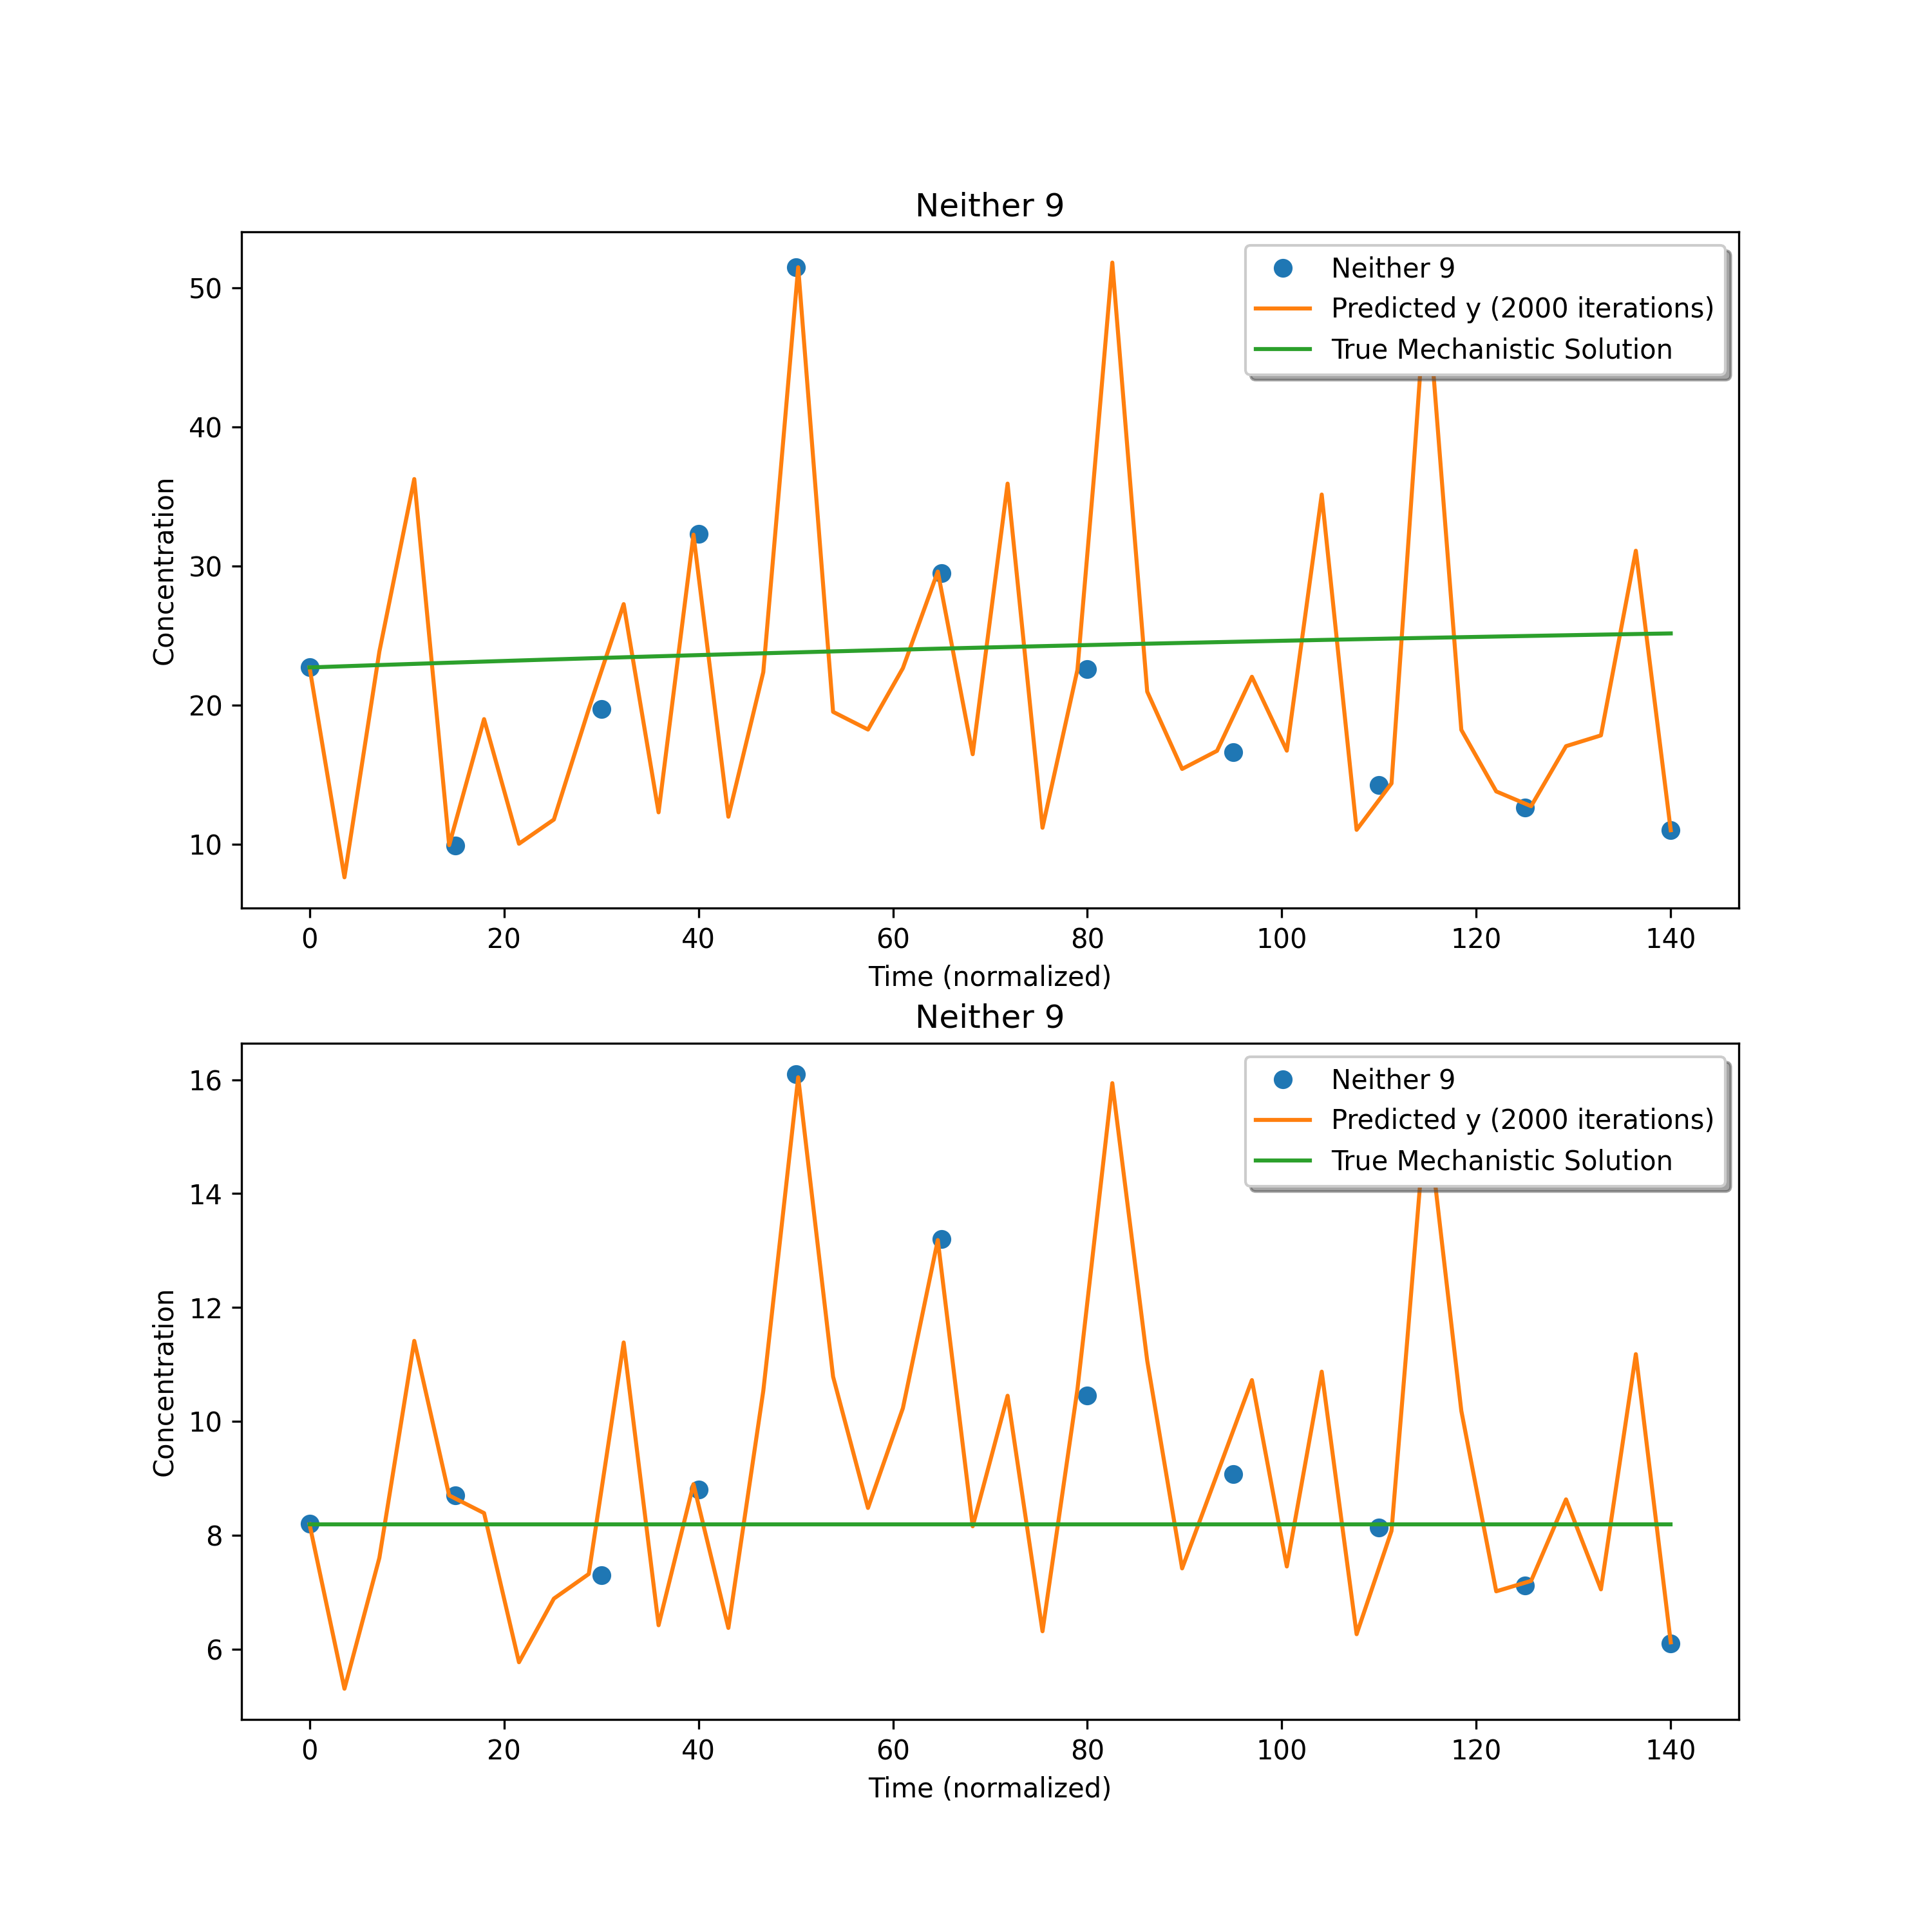 Neither 9
Neither 9
Predicted y (2000 iterations)
True Mechanistic Solution
50
40
30
20
10
Concentration
0 20 40 60 80 100 120 140
Time (normalized)
Neither 9
Neither 9
Predicted y (2000 iterations)
True Mechanistic Solution
16
14
12
10
8
6
Concentration
0 20 40 60 80 100 120 140
Time (normalized)